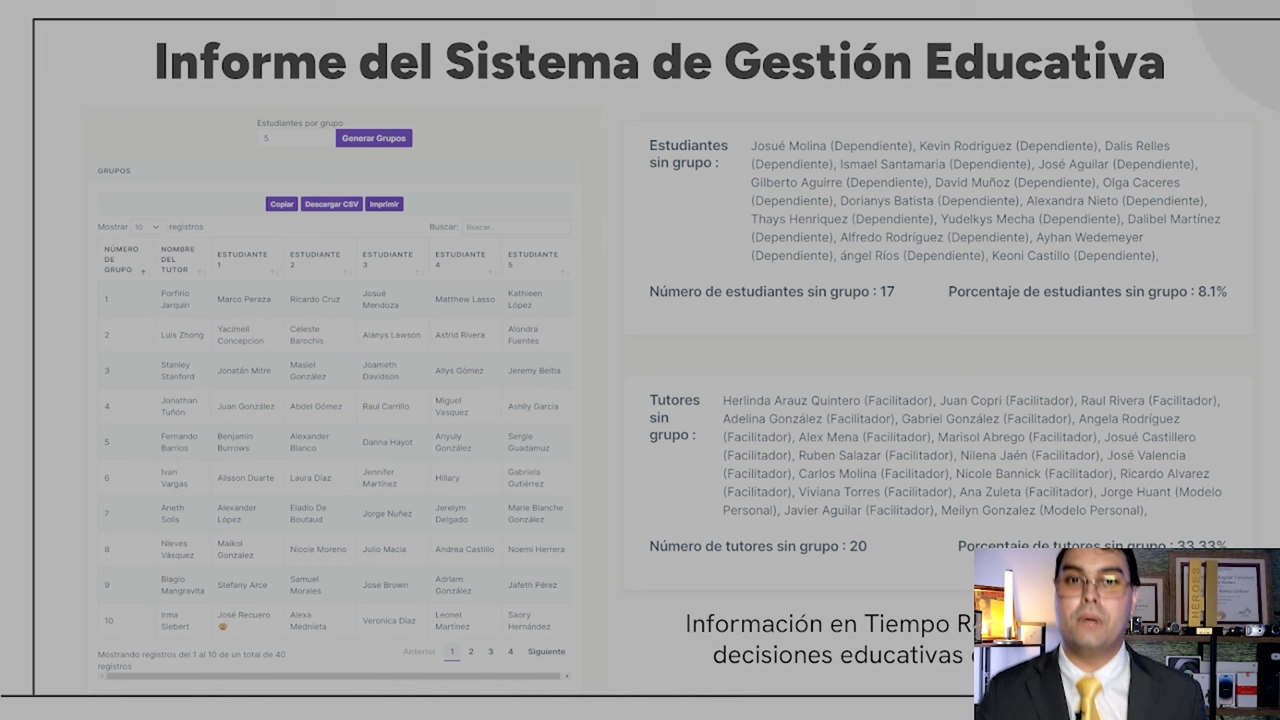 Informe del Sistema de Gestión Educativa
Estudiantes por grupo
5
Generar Grupos
GRUPOS
Copiar Descargar CSV Imprimir
Mostrar 10 registros Buscar: Buscar..
NÚMERO DE GRUPO NOMBRE DEL TUTOR ESTUDIANTE 1 ESTUDIANTE 2 ESTUDIANTE 3 ESTUDIANTE 4 ESTUDIANTE 5
1 Porfirio Jarquín Marco Peraza Ricardo Cruz Josué Mendoza Matthew Lasso Kathleen López
2 Luis Zhong Yacimell Concepcion Celeste Barochis Alanys Lawson Astrid Rivera Alondra Fuentes
3 Stanley Stanford Jonatán Mitre Masiel González Joameth Davidson Allys Gómez Jeremy Beitia
4 Jonathan Tuñón Juan González Abdel Gómez Raul Carrillo Miguel Vasquez Ashlly García
5 Fernando Barrios Benjamin Burrows Alexander Blanco Danna Hayot Anyuly González Sergie Guadamuz
6 Ivan Vargas Alisson Duarte Laura Díaz Jennifer Martínez Hillary Gabriela Gutiérrez
7 Aneth Solis Alexander López Eladio De Boutaud Jorge Nuñez Jerelym Delgado Marie Blanche González
8 Nieves Vásquez Maikol Gonzalez Nicole Moreno Julio Macia Andrea Castillo Noemi Herrera
9 Biagio Mangravita Stefany Arce Samuel Morales Jose Brown Adriam González Jafeth Pérez
10 Irma Siebert José Recuero Alexa Mednieta Veronica Diaz Leonel Martínez Saory Hernández
Mostrando registros del 1 al 10 de un total de 40
registros
Anterior 1 2 3 4 Siguiente
Estudiantes
sin grupo :
Josué Molina (Dependiente), Kevin Rodriguez (Dependiente), Dalis Relles
(Dependiente), Ismael Santamaria (Dependiente), José Aguilar (Dependiente),
Gilberto Aguirre (Dependiente), David Muñoz (Dependiente), Olga Caceres
(Dependiente), Dorianys Batista (Dependiente), Alexandra Nieto (Dependiente),
Thays Henriquez (Dependiente), Yudelkys Mecha (Dependiente), Dalibel Martínez
(Dependiente), Alfredo Rodríguez (Dependiente), Ayhan Wedemeyer
(Dependiente), ángel Ríos (Dependiente), Keoni Castillo (Dependiente),
Número de estudiantes sin grupo : 17 Porcentaje de estudiantes sin grupo : 8.1%
Tutores
sin
grupo :
Herlinda Arauz Quintero (Facilitador), Juan Copri (Facilitador), Raul Rivera (Facilitador),
Adelina González (Facilitador), Gabriel González (Facilitador), Angela Rodríguez
(Facilitador), Alex Mena (Facilitador), Marisol Abrego (Facilitador), Josué Castillero
(Facilitador), Ruben Salazar (Facilitador), Nilena Jaén (Facilitador), José Valencia
(Facilitador), Carlos Molina (Facilitador), Nicole Bannick (Facilitador), Ricardo Alvarez
(Facilitador), Viviana Torres (Facilitador), Ana Zuleta (Facilitador), Jorge Huant (Modelo
Personal), Javier Aguilar (Facilitador), Meilyn Gonzalez (Modelo Personal),
Número de tutores sin grupo : 20 Porcentaje de tutores sin grupo : 33.33%
Información en Tiempo
decisiones educativas
HEROES